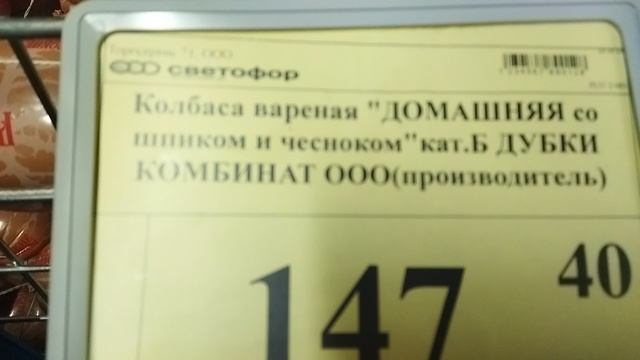 светофор
Колбаса вареная "ДОМАШНЯЯ со
шпиком и чесноком"кат.Б ДУБКИ
КОМБИНАТ ООО(производитель)
147 40